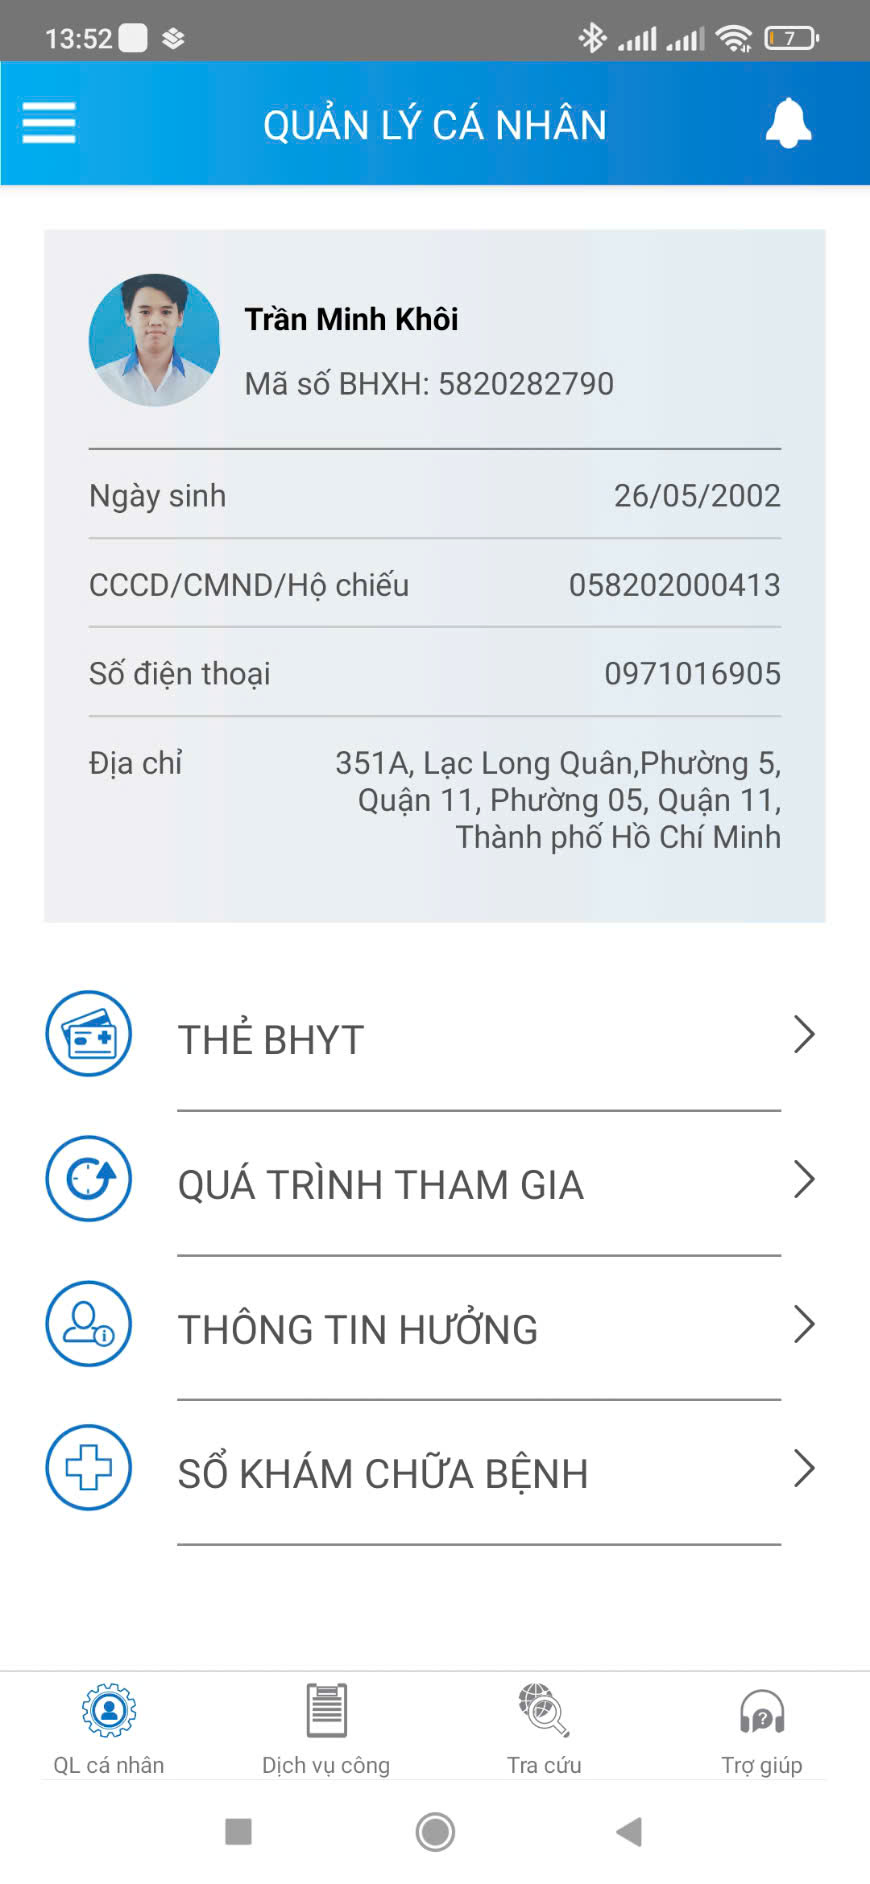 13:52
7
QUẢN LÝ CÁ NHÂN
Trần Minh Khôi
Mã số BHXH: 5820282790
Ngày sinh 26/05/2002
CCCD/CMND/Hộ chiếu 058202000413
Số điện thoại 0971016905
Địa chỉ 351A, Lạc Long Quân,Phường 5,
Quận 11, Phường 05, Quận 11,
Thành phố Hồ Chí Minh
THẺ BHYT
QUÁ TRÌNH THAM GIA
THÔNG TIN HƯỞNG
SỔ KHÁM CHỮA BỆNH
QL cá nhân Dịch vụ công Tra cứu Trợ giúp